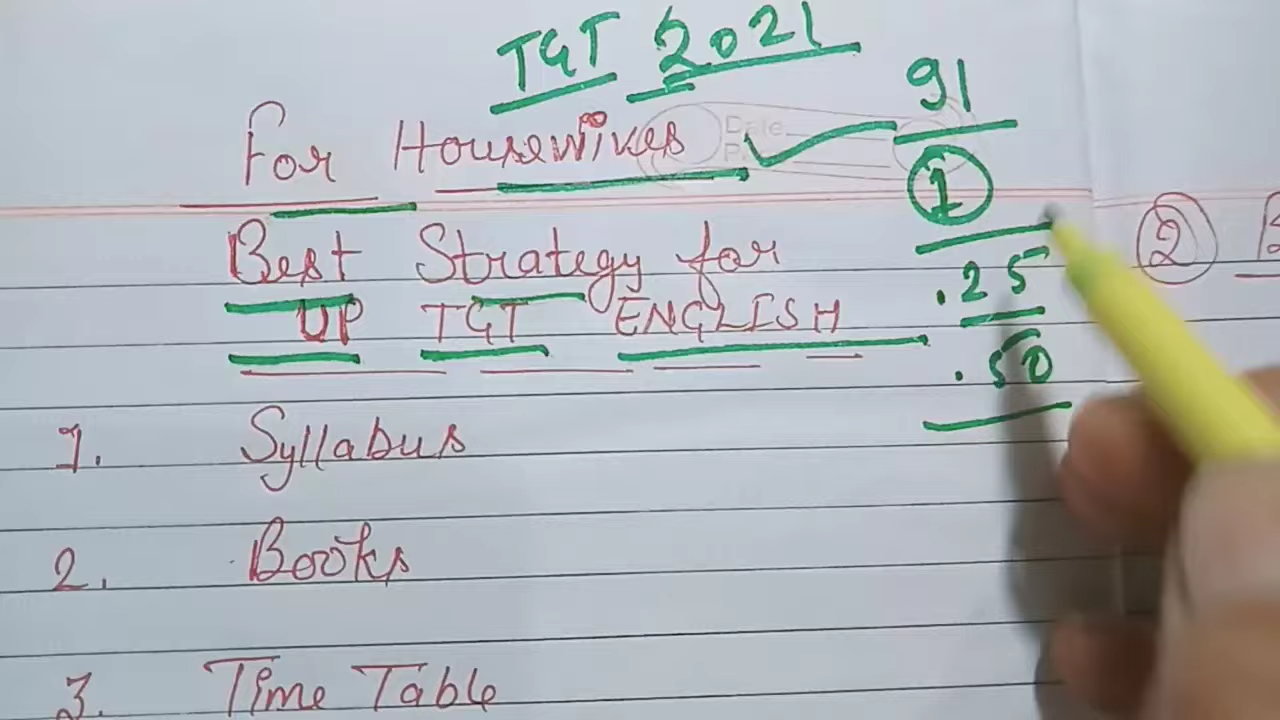 TGT 2021
91
For Housewives
1
Best Strategy for
.25
2
UP TGT ENGLISH
.50
1. Syllabus
2. Books
3. Time Table